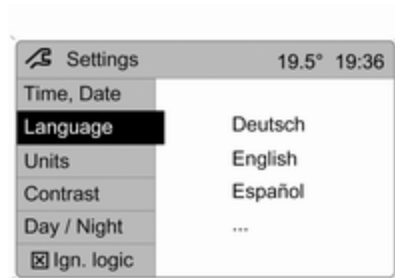 Settings 19.5° 19:36
Time, Date
Language
Units
Contrast
Day / Night
Ign. logic
Deutsch
English
Español
...